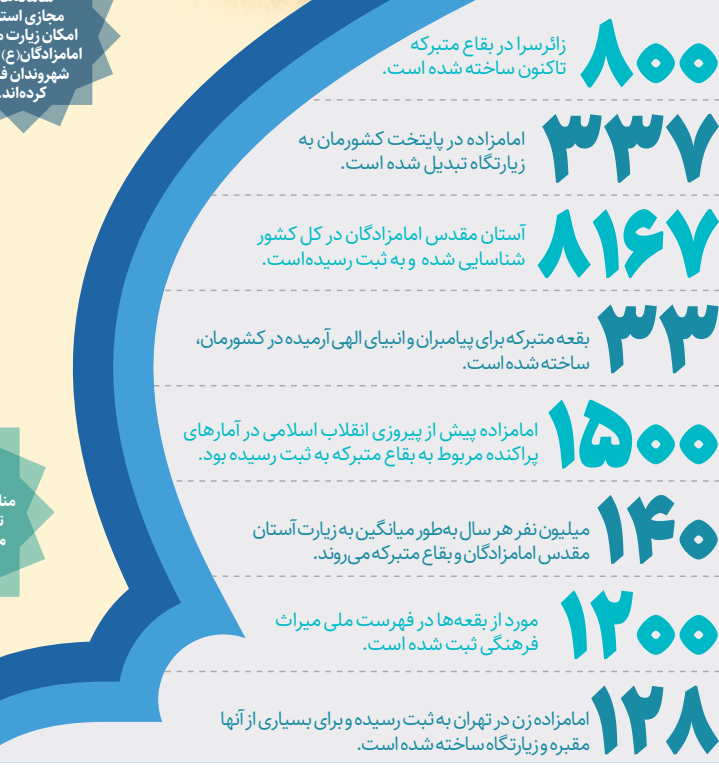 ۸۰۰
زائرسرا در بقاع متبرکه
تاکنون ساخته شده است.
۳۳۷
امامزاده در پایتخت کشورمان به
زیارتگاه تبدیل شده است.
۸۱۶۷
آستان مقدس امامزادگان در کل کشور
شناسایی شده و به ثبت رسیده‌است.
۳۳
بقعه متبرکه برای پیامبران و انبیای الهی آرمیده در کشورمان،
ساخته شده است.
۱۵۰۰
امامزاده پیش از پیروزی انقلاب اسلامی در آمارهای
پراکنده مربوط به بقاع متبرکه به ثبت رسیده بود.
۱۴۰
میلیون نفر هر سال به‌طور میانگین به زیارت آستان
مقدس امامزادگان و بقاع متبرکه می‌روند.
۱۲۰۰
مورد از بقعه‌ها در فهرست ملی میراث
فرهنگی ثبت شده است.
۱۲۸
امامزاده زن در تهران به ثبت رسیده و برای بسیاری از آنها
مقبره و زیارتگاه ساخته شده است.
مجازی
امکان زیارت
امامزادگان(ع)
شهروندان
کرده‌اند.